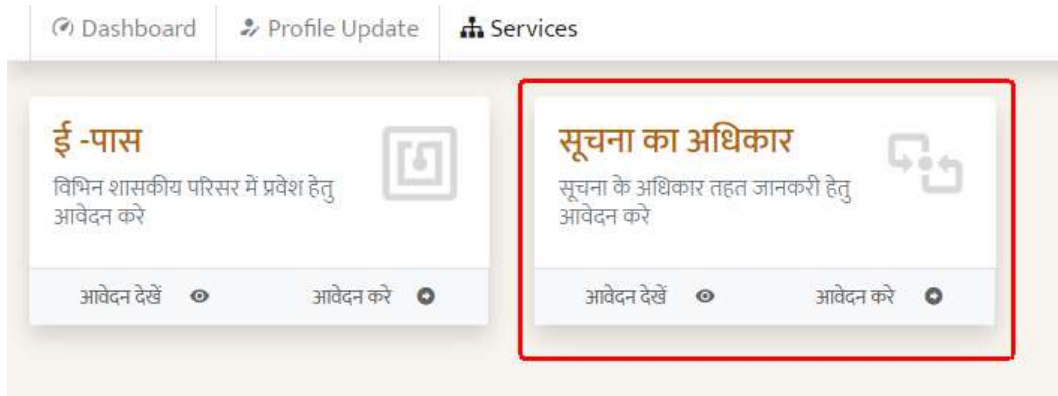 Dashboard Profile Update Services
ई -पास
विभिन शासकीय परिसर में प्रवेश हेतु
आवेदन करे
आवेदन देखें आवेदन करे
सूचना का अधिकार
सूचना के अधिकार तहत जानकरी हेतु
आवेदन करे
आवेदन देखें आवेदन करे